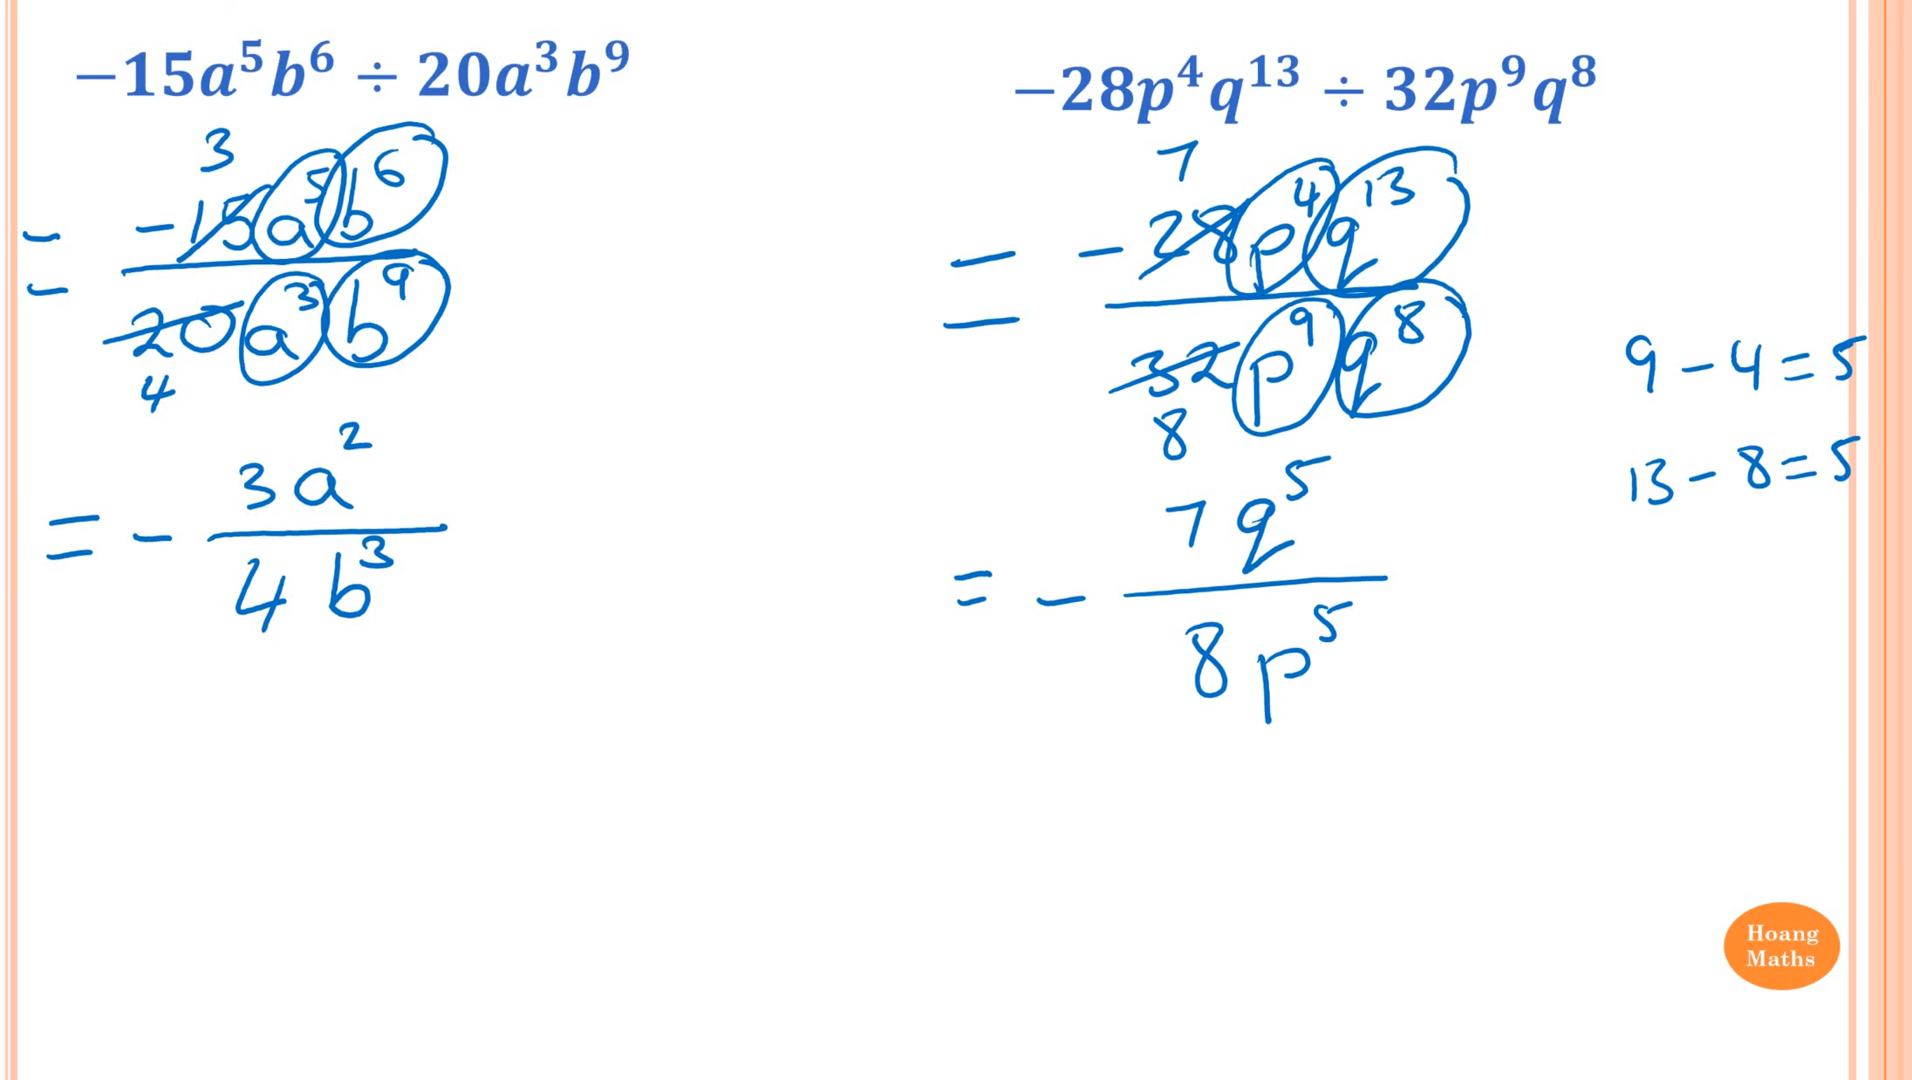 −15a⁵b⁶ ÷ 20a³b⁹
3
= −15a⁵b⁶
20a³b⁹
4
= − 3a²
4b³
−28p⁴q¹³ ÷ 32p⁹q⁸
7
= −28p⁴q¹³
32p⁹q⁸
8
= − 7q⁵
8p⁵
9 − 4 = 5
13 − 8 = 5
Hoang
Maths